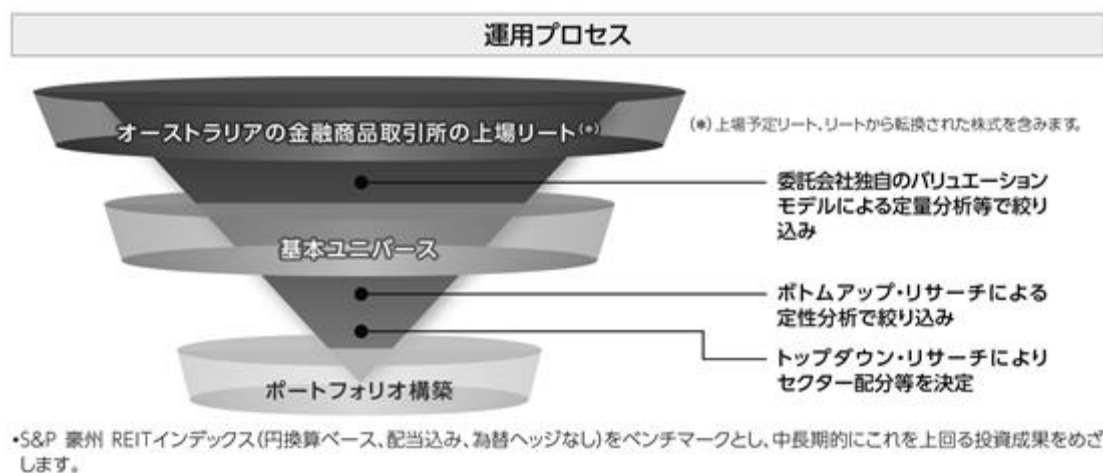 運用プロセス
オーストラリアの金融商品取引所の上場リート(*)
(*)上場予定リート、リートから転換された株式を含みます。
委託会社独自のバリュエーション
モデルによる定量分析等で絞り
込み
基本ユニバース
ボトムアップ・リサーチによる
定性分析で絞り込み
トップダウン・リサーチにより
セクター配分等を決定
ポートフォリオ構築
•S&P 豪州 REITインデックス(円換算ベース、配当込み、為替ヘッジなし)をベンチマークとし、中長期的にこれを上回る投資成果をめざ
します。